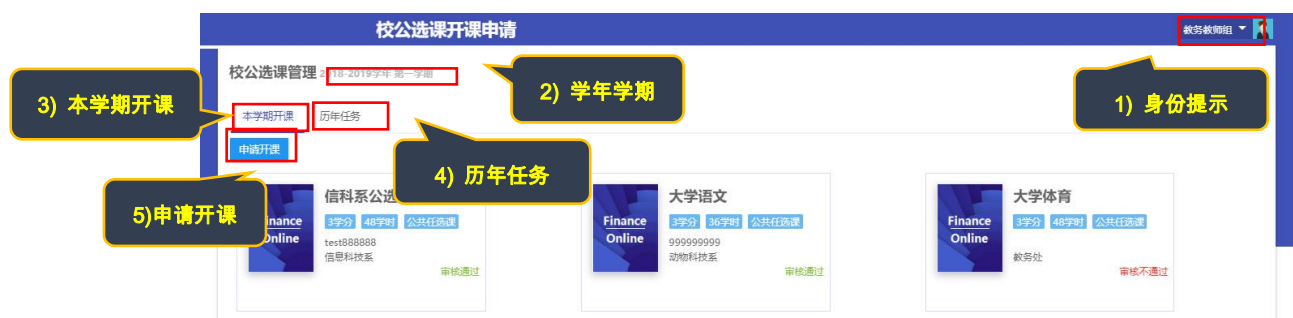 校公选课开课申请
教务教师组
校公选课管理 2018-2019学年 第一学期
1) 身份提示
2) 学年学期
3) 本学期开课
本学期开课 历年任务
申请开课
4) 历年任务
5)申请开课
信科系公选
3学分 48学时 公共任选课
test888888
信息科技系
审核通过
Finance
Online
大学语文
3学分 36学时 公共任选课
999999999
动物科技系
审核通过
Finance
Online
大学体育
3学分 48学时 公共任选课
教务处
审核不通过